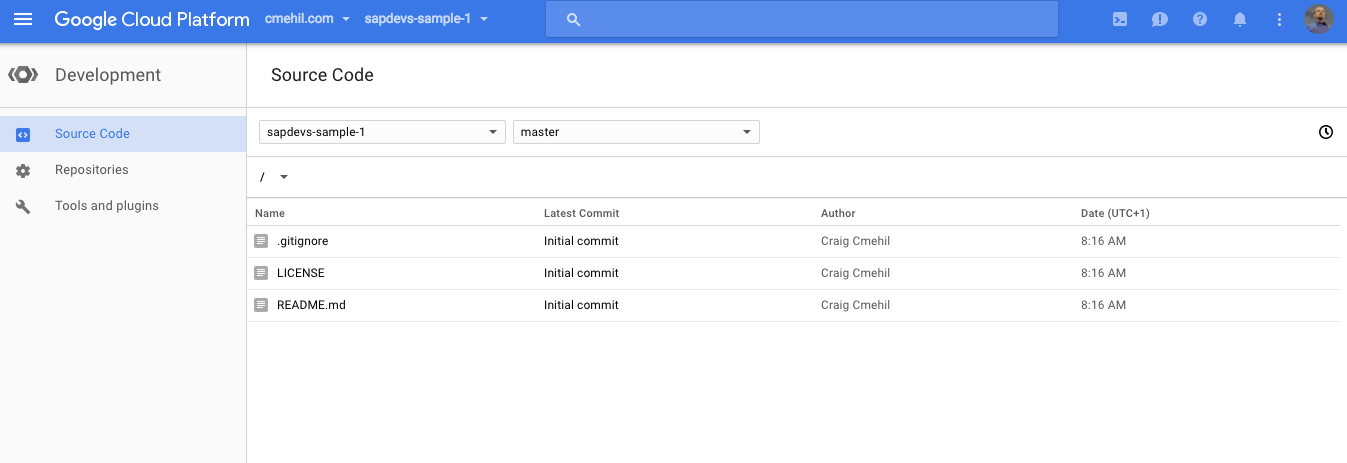 Google Cloud Platform cmehil.com sapdevs-sample-1
Development
Source Code
Repositories
Tools and plugins
Source Code
sapdevs-sample-1 master
/
Name Latest Commit Author Date (UTC+1)
.gitignore Initial commit Craig Cmehil 8:16 AM
LICENSE Initial commit Craig Cmehil 8:16 AM
README.md Initial commit Craig Cmehil 8:16 AM